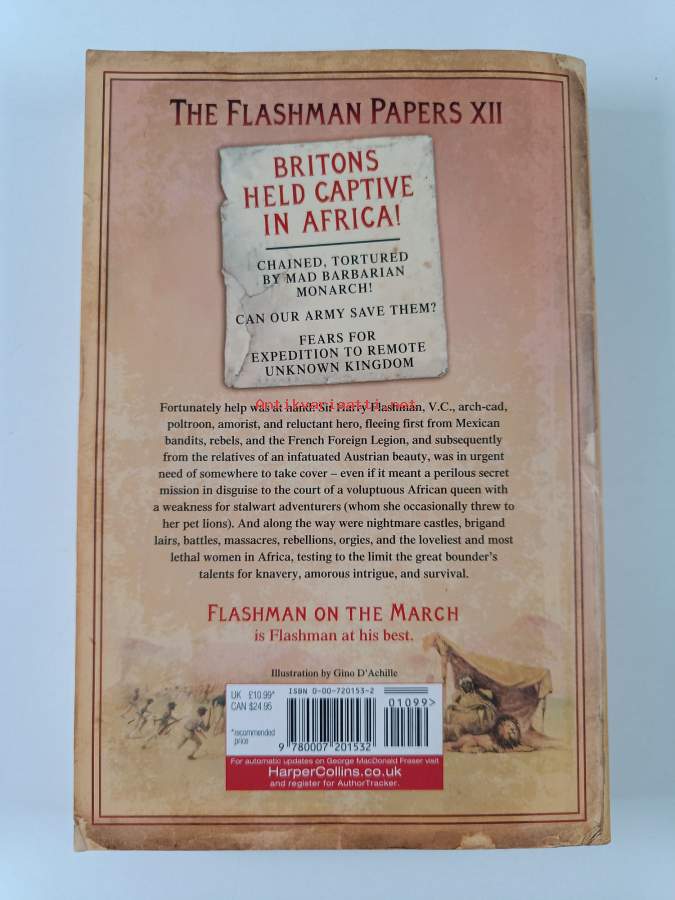 THE FLASHMAN PAPERS XII
BRITONS
HELD CAPTIVE
IN AFRICA!
CHAINED, TORTURED
BY MAD BARBARIAN
MONARCH!
CAN OUR ARMY SAVE THEM?
FEARS FOR
EXPEDITION TO REMOTE
UNKNOWN KINGDOM
Antikvariaatti.net
Fortunately help was at hand. Sir Harry Flashman, V.C., arch-cad,
poltroon, amorist, and reluctant hero, fleeing first from Mexican
bandits, rebels, and the French Foreign Legion, and subsequently
from the relatives of an infatuated Austrian beauty, was in urgent
need of somewhere to take cover – even if it meant a perilous secret
mission in disguise to the court of a voluptuous African queen with
a weakness for stalwart adventurers (whom she occasionally threw to
her pet lions). And along the way were nightmare castles, brigand
lairs, battles, massacres, rebellions, orgies, and the loveliest and most
lethal women in Africa, testing to the limit the great bounder's
talents for knavery, amorous intrigue, and survival.
FLASHMAN ON THE MARCH
is Flashman at his best.
Illustration by Gino D'Achille
UK £10.99*
CAN $24.95
*recommended
price
ISBN 0-00-720153-2
01099>
9 780007 201532
For automatic updates on George MacDonald Fraser visit
HarperCollins.co.uk
and register for AuthorTracker.